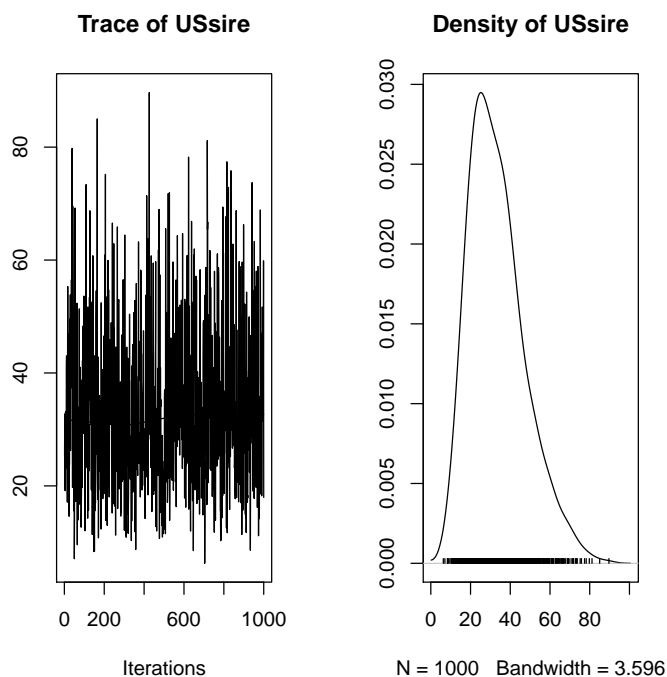 Trace of USsire
80
60
40
20
0 200 600 1000
Iterations
Density of USsire
0.030
0.025
0.020
0.015
0.010
0.005
0.000
0 20 40 60 80
N = 1000 Bandwidth = 3.596